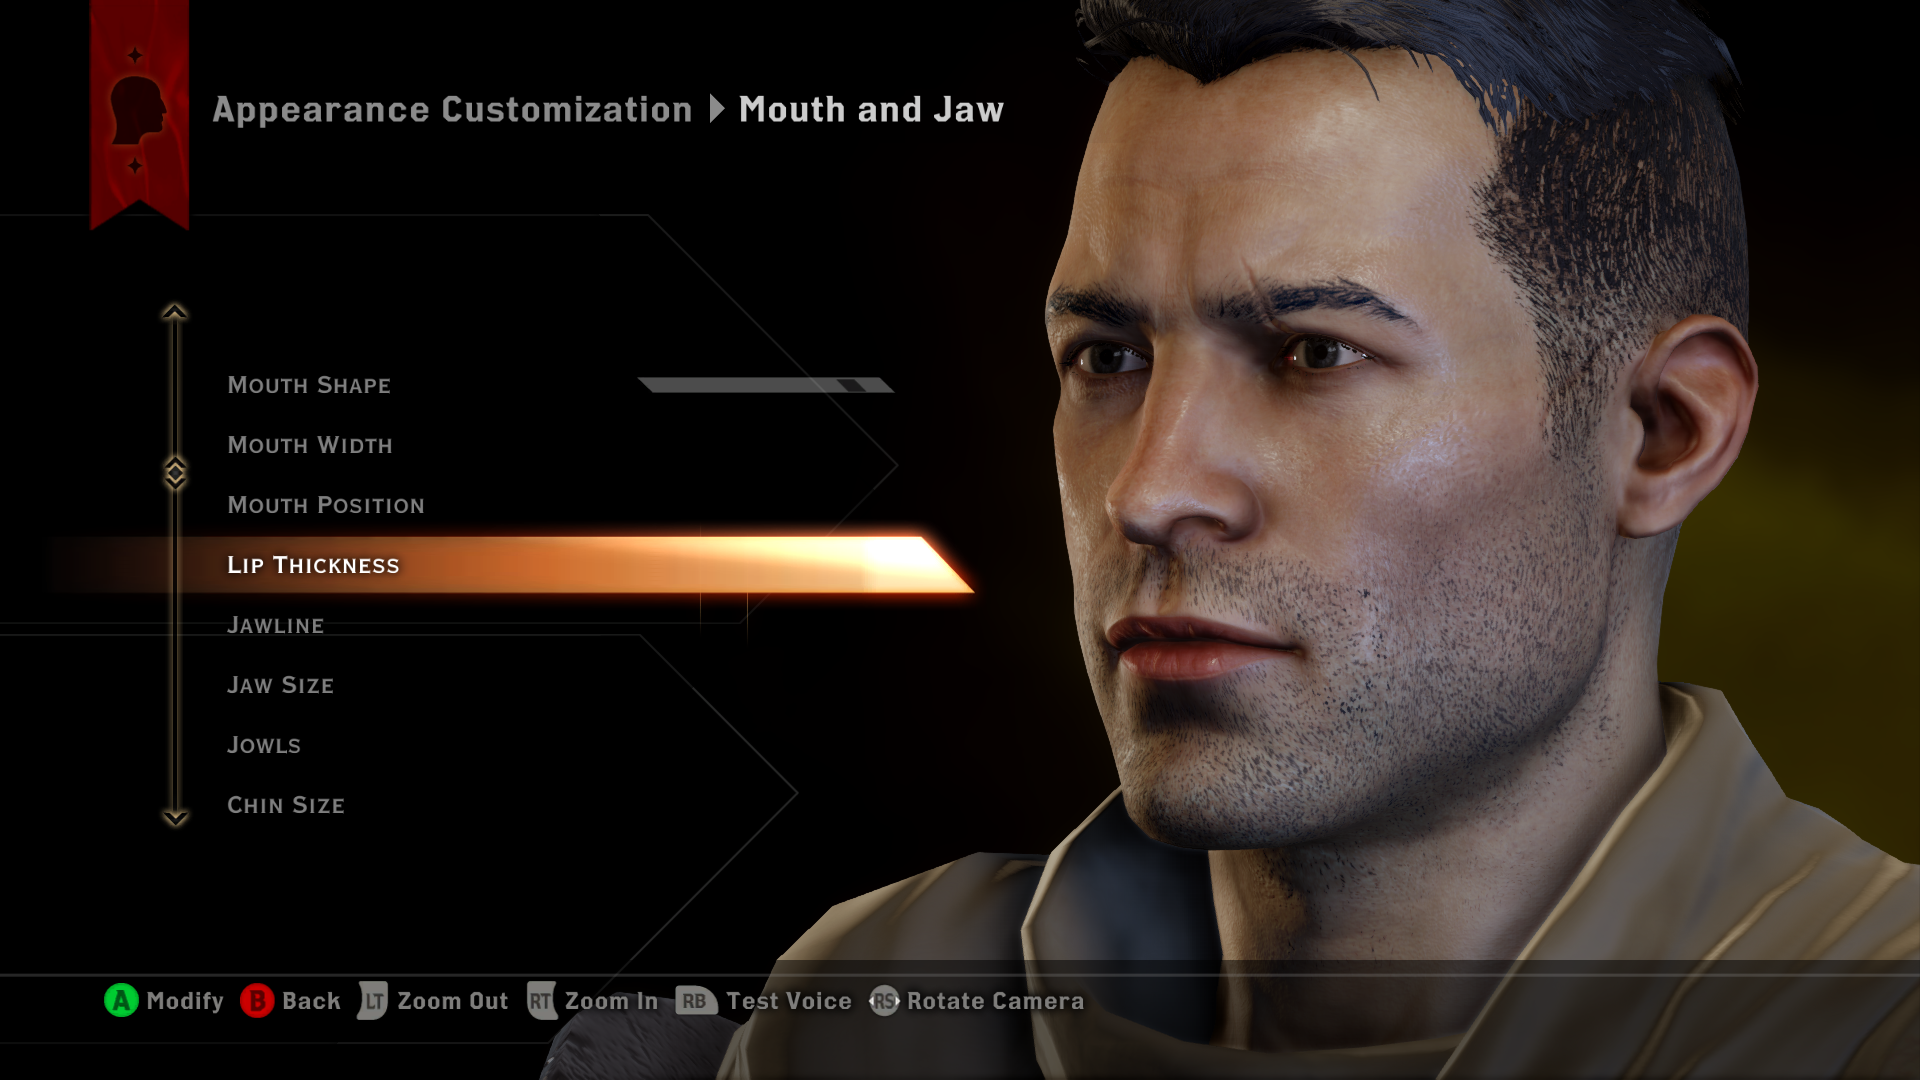 Appearance Customization ▶ Mouth and Jaw
Mouth Shape
Mouth Width
Mouth Position
Lip Thickness
Jawline
Jaw Size
Jowls
Chin Size
A Modify B Back LT Zoom Out RT Zoom In RB Test Voice RS Rotate Camera